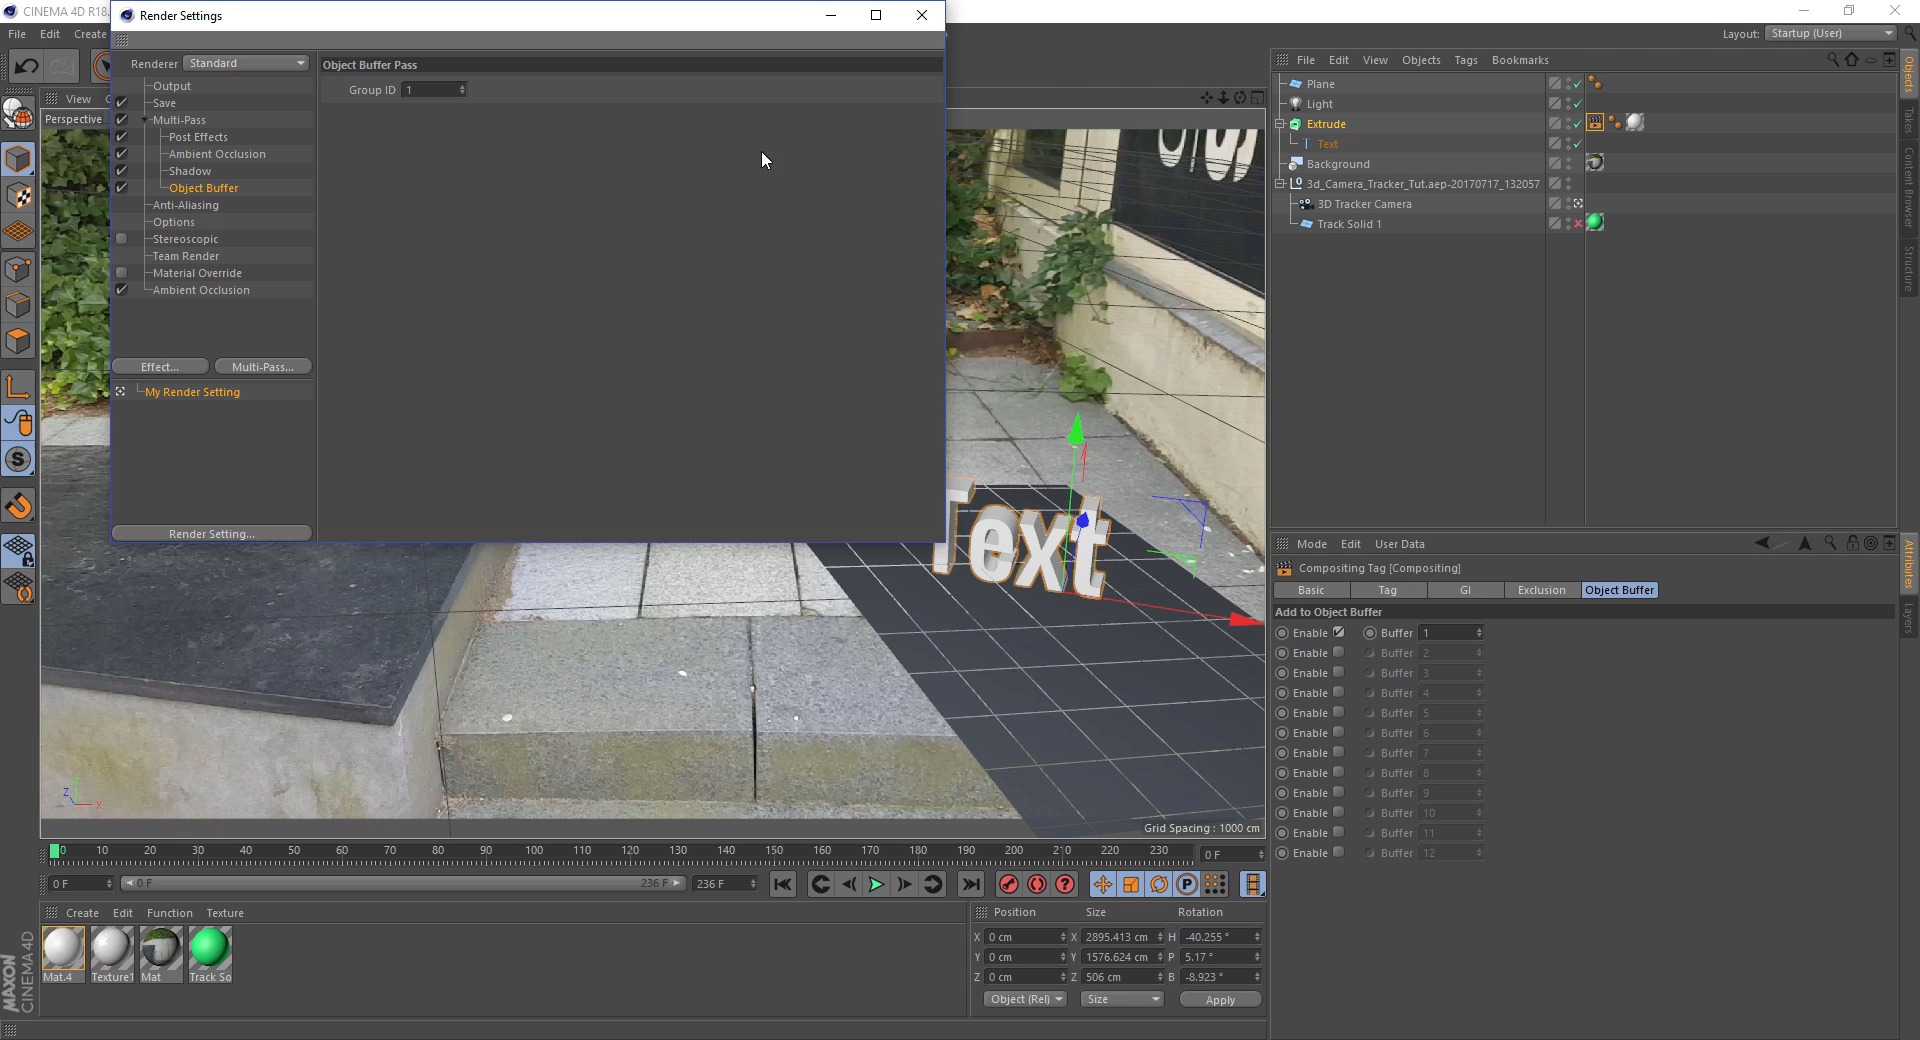 CINEMA 4D R18.
Render Settings
File Edit Create
Layout: Startup (User)
Renderer Standard
Output
Save
Multi-Pass
Post Effects
Ambient Occlusion
Shadow
Object Buffer
Anti-Aliasing
Options
Stereoscopic
Team Render
Material Override
Ambient Occlusion
Effect... Multi-Pass...
My Render Setting
Render Setting...
Object Buffer Pass
Group ID 1
View
Perspective
Text
Grid Spacing : 1000 cm
File Edit View Objects Tags Bookmarks
Plane
Light
Extrude
Text
Background
3d_Camera_Tracker_Tut.aep-20170717_132057
3D Tracker Camera
Track Solid 1
Objects
Takes
Content Browser
Structure
Mode Edit User Data
Compositing Tag [Compositing]
Basic Tag GI Exclusion Object Buffer
Add to Object Buffer
Enable Buffer 1
Enable Buffer 2
Enable Buffer 3
Enable Buffer 4
Enable Buffer 5
Enable Buffer 6
Enable Buffer 7
Enable Buffer 8
Enable Buffer 9
Enable Buffer 10
Enable Buffer 11
Enable Buffer 12
Attributes
Layers
0 10 20 30 40 50 60 70 80 90 100 110 120 130 140 150 160 170 180 190 200 210 220 230 0 F
0 F 0 F 236 F 236 F
Create Edit Function Texture
Mat.4 Texture1 Mat Track So
MAXON
CINEMA 4D
Position Size Rotation
X 0 cm X 2895.413 cm H -40.255 °
Y 0 cm Y 1576.624 cm P 5.17 °
Z 0 cm Z 506 cm B -8.923 °
Object (Rel) Size Apply